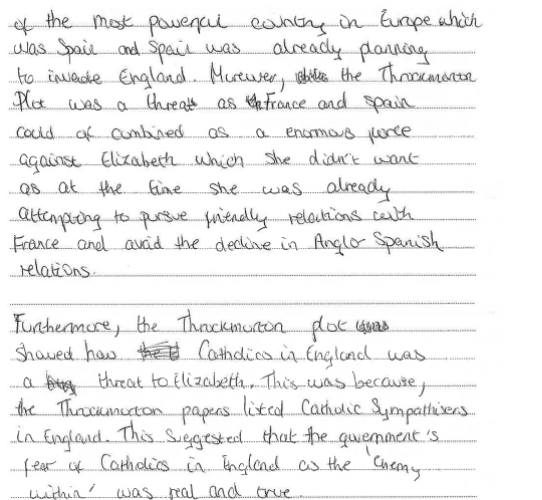 of the most powerful country in Europe which
was Spain and Spain was already planning
to invade England. Moreover, the Throckmorton
Plot was a threat as France and Spain
could of combined as a enormous force
against Elizabeth which she didn't want
as at the time she was already
attempting to pursue friendly relations with
France and avoid the decline in Anglo Spanish
relations.
Furthermore, the Throckmorton plot
showed how Catholics in England was
a threat to Elizabeth. This was because,
the Throckmorton papers listed Catholic Sympathisers
in England. This suggested that the government's
fear of Catholics in England as the 'enemy
within' was real and true.